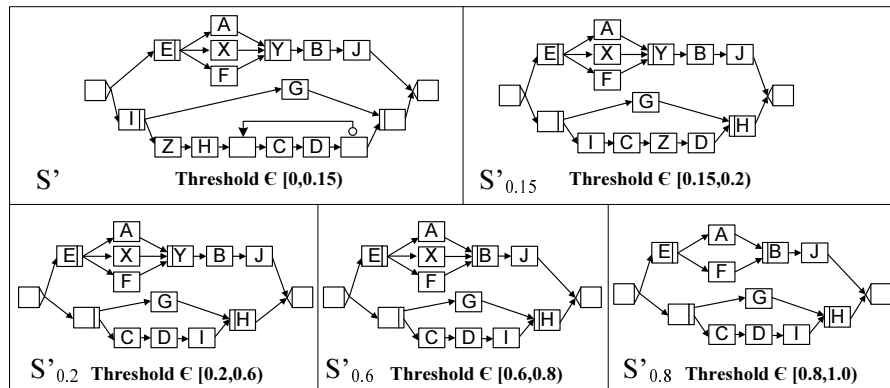 A
E X Y B J
F
G
I
Z H C D
S' Threshold Є [0,0.15)
A
E X Y B J
F
G
H
I C Z D
S'0.15 Threshold Є [0.15,0.2)
A
E X Y B J
F
G
H
C D I
S'0.2 Threshold Є [0.2,0.6)
A
E X B J
F
G
H
C D I
S'0.6 Threshold Є [0.6,0.8)
A
E B J
F
G
H
C D I
S'0.8 Threshold Є [0.8,1.0)